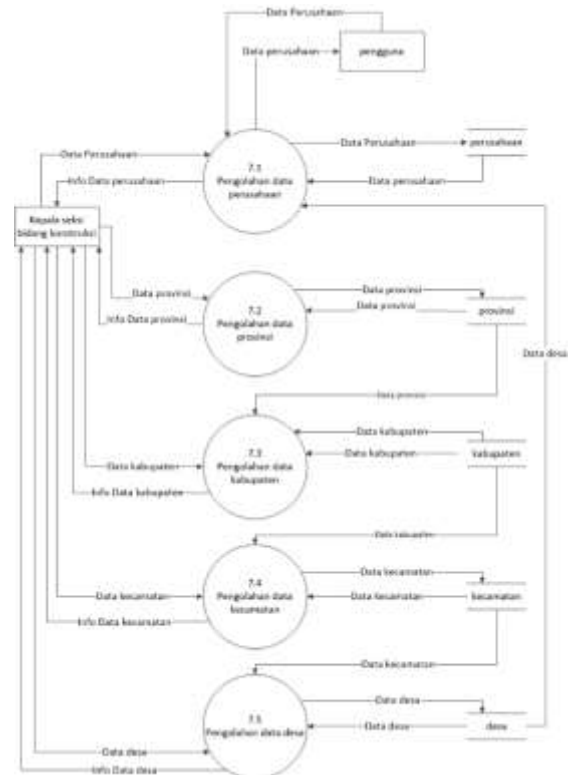 Data Perusahaan
Data perusahaan
pengguna
7.1
Pengolahan data
perusahaan
Data Perusahaan
Info Data perusahaan
Data Perusahaan
perusahaan
Data perusahaan
Kepala seksi
bidang konstruksi
Data provinsi
Info Data provinsi
7.2
Pengolahan data
provinsi
Data provinsi
Data provinsi
provinsi
Data desa
Data provinsi
7.3
Pengolahan data
kabupaten
Data kabupaten
Data kabupaten
kabupaten
Data kabupaten
Info Data kabupaten
Data kabupaten
7.4
Pengolahan data
kecamatan
Data kecamatan
Data kecamatan
kecamatan
Data kecamatan
Info Data kecamatan
Data kecamatan
7.5
Pengolahan data desa
Data desa
Data desa
desa
Data desa
Info Data desa